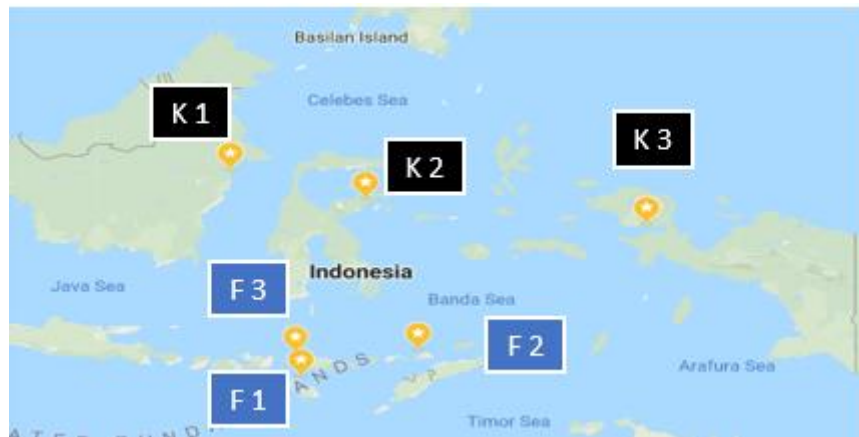 Basilan Island
Celebes Sea
K 1
K 2
K 3
Indonesia
Java Sea
F 3
Banda Sea
F 2
Arafura Sea
F 1
ANDS
Timor Sea